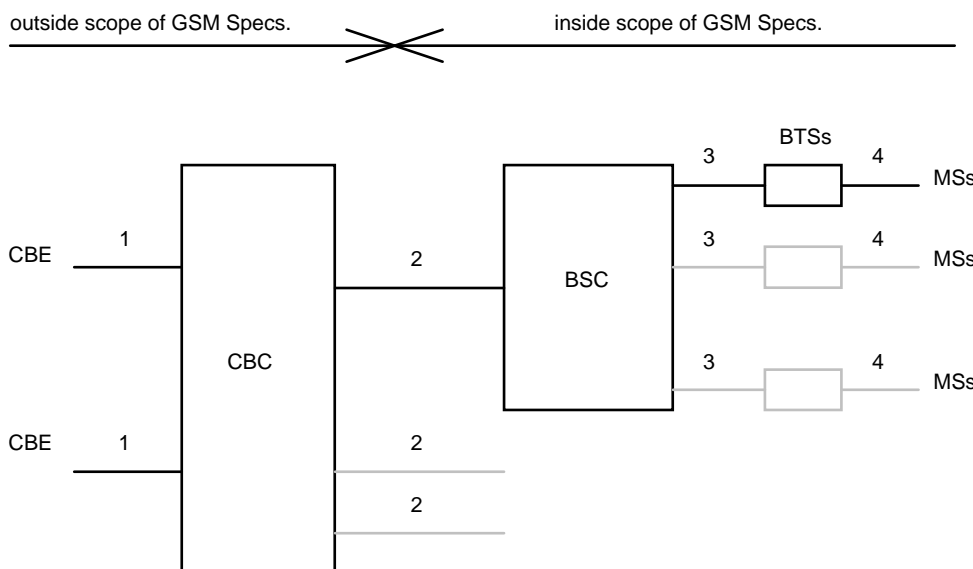 outside scope of GSM Specs. inside scope of GSM Specs.
BTSs
3 4
MSs
1
CBE
2
3 4
MSs
BSC
CBC
3 4
MSs
CBE
1
2
2